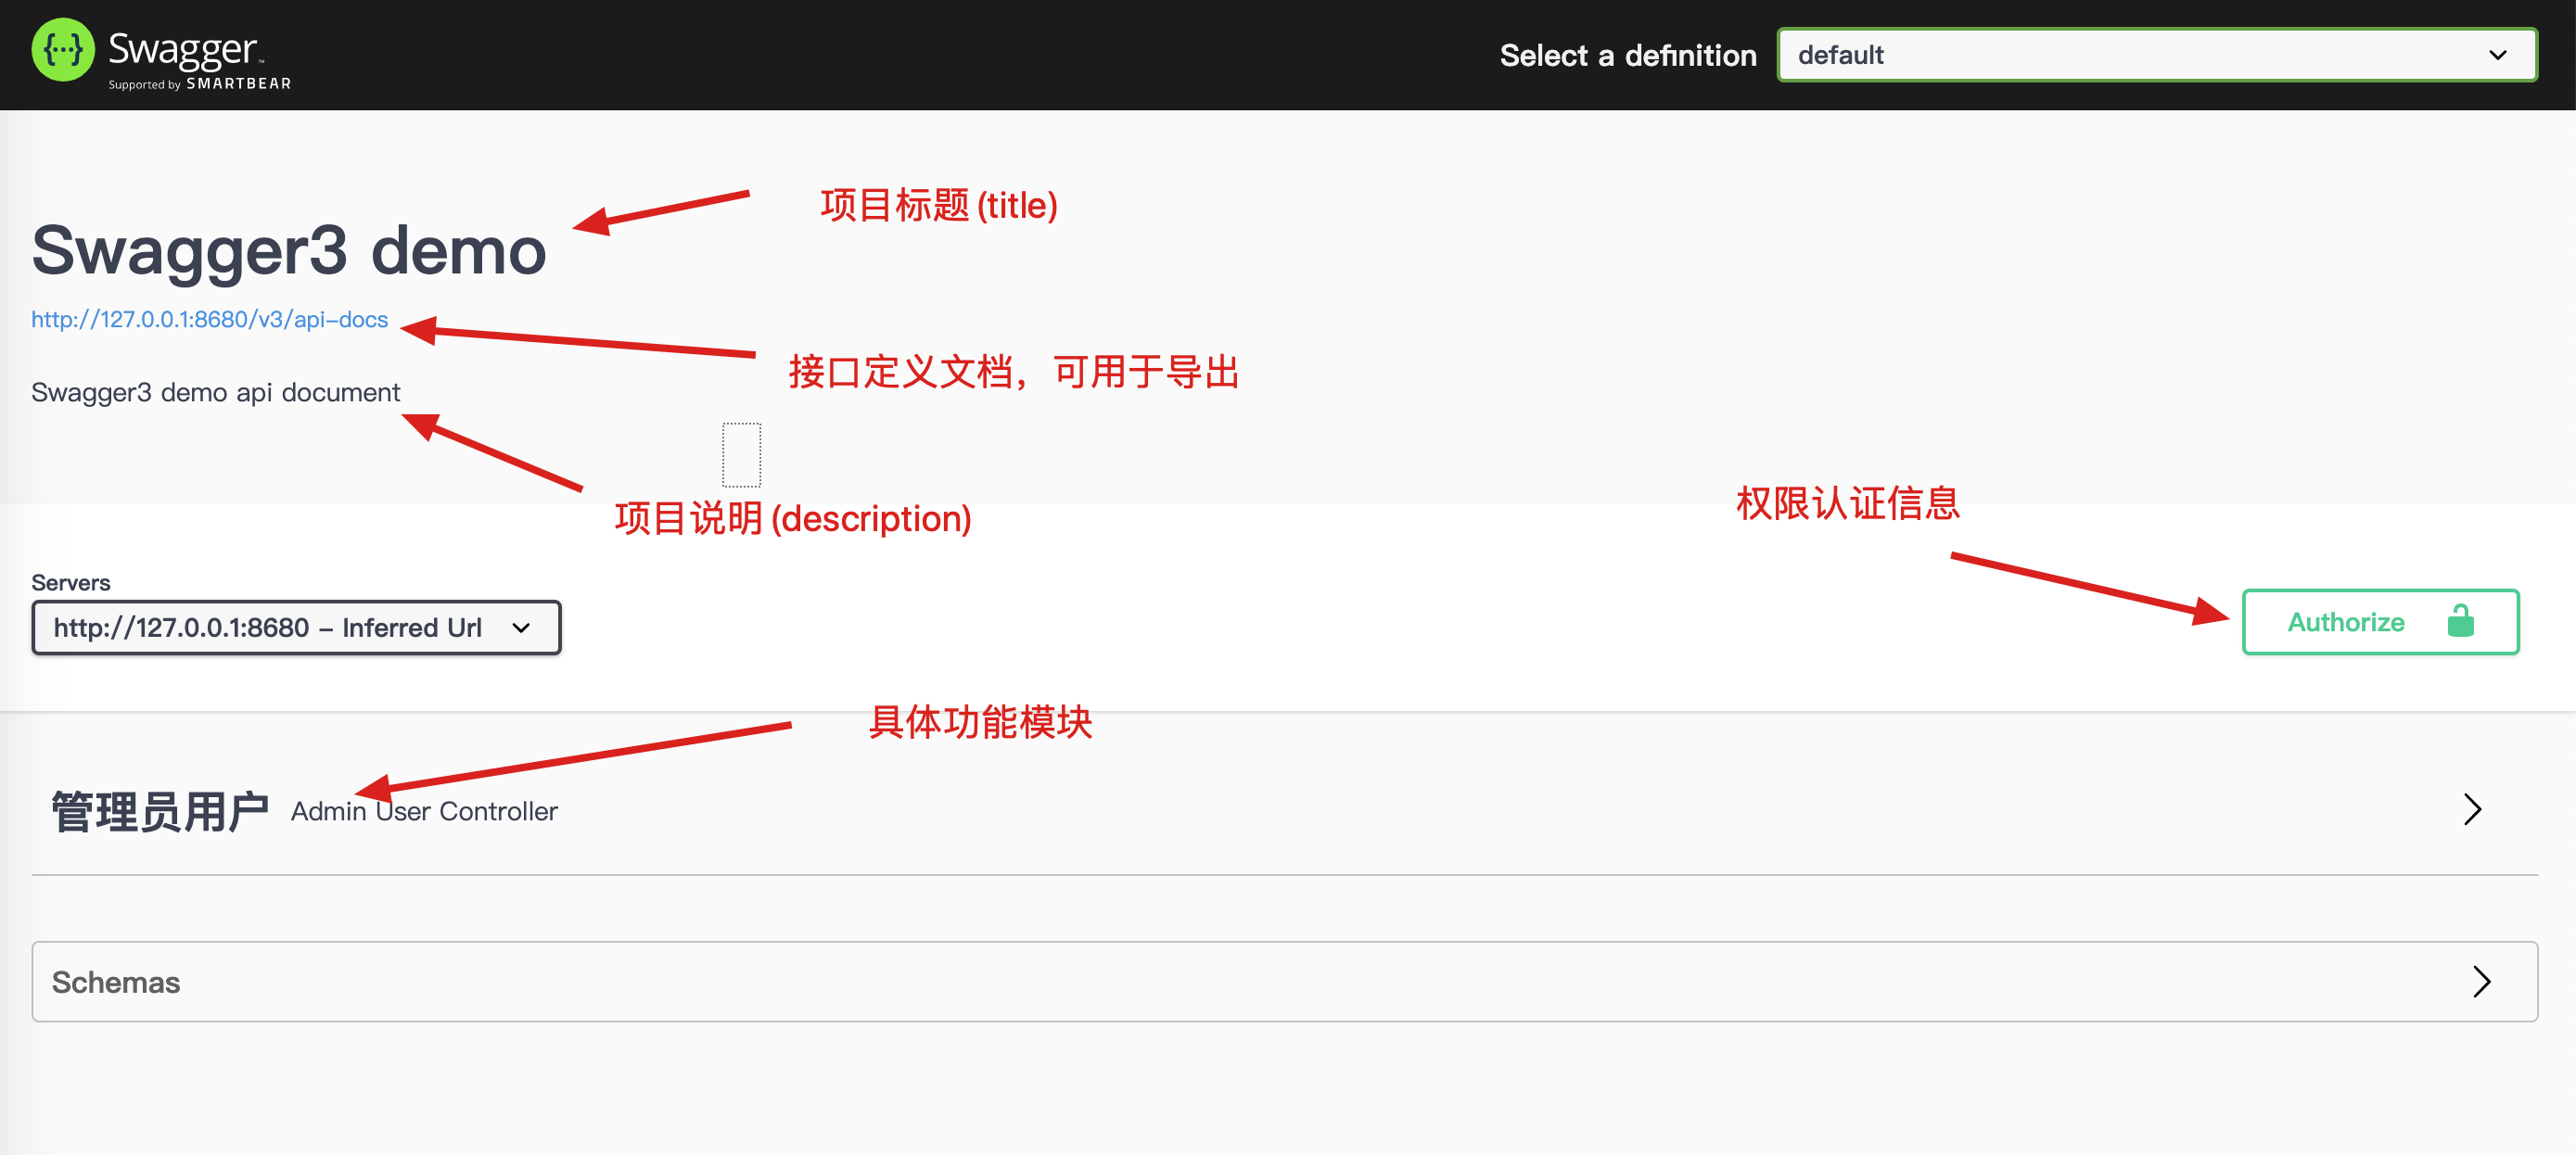 Swagger™
Supported by SMARTBEAR
Select a definition
default
项目标题(title)
Swagger3 demo
http://127.0.0.1:8680/v3/api-docs
接口定义文档，可用于导出
Swagger3 demo api document
项目说明(description)
权限认证信息
Servers
http://127.0.0.1:8680 – Inferred Url
Authorize
具体功能模块
管理员用户 Admin User Controller
Schemas